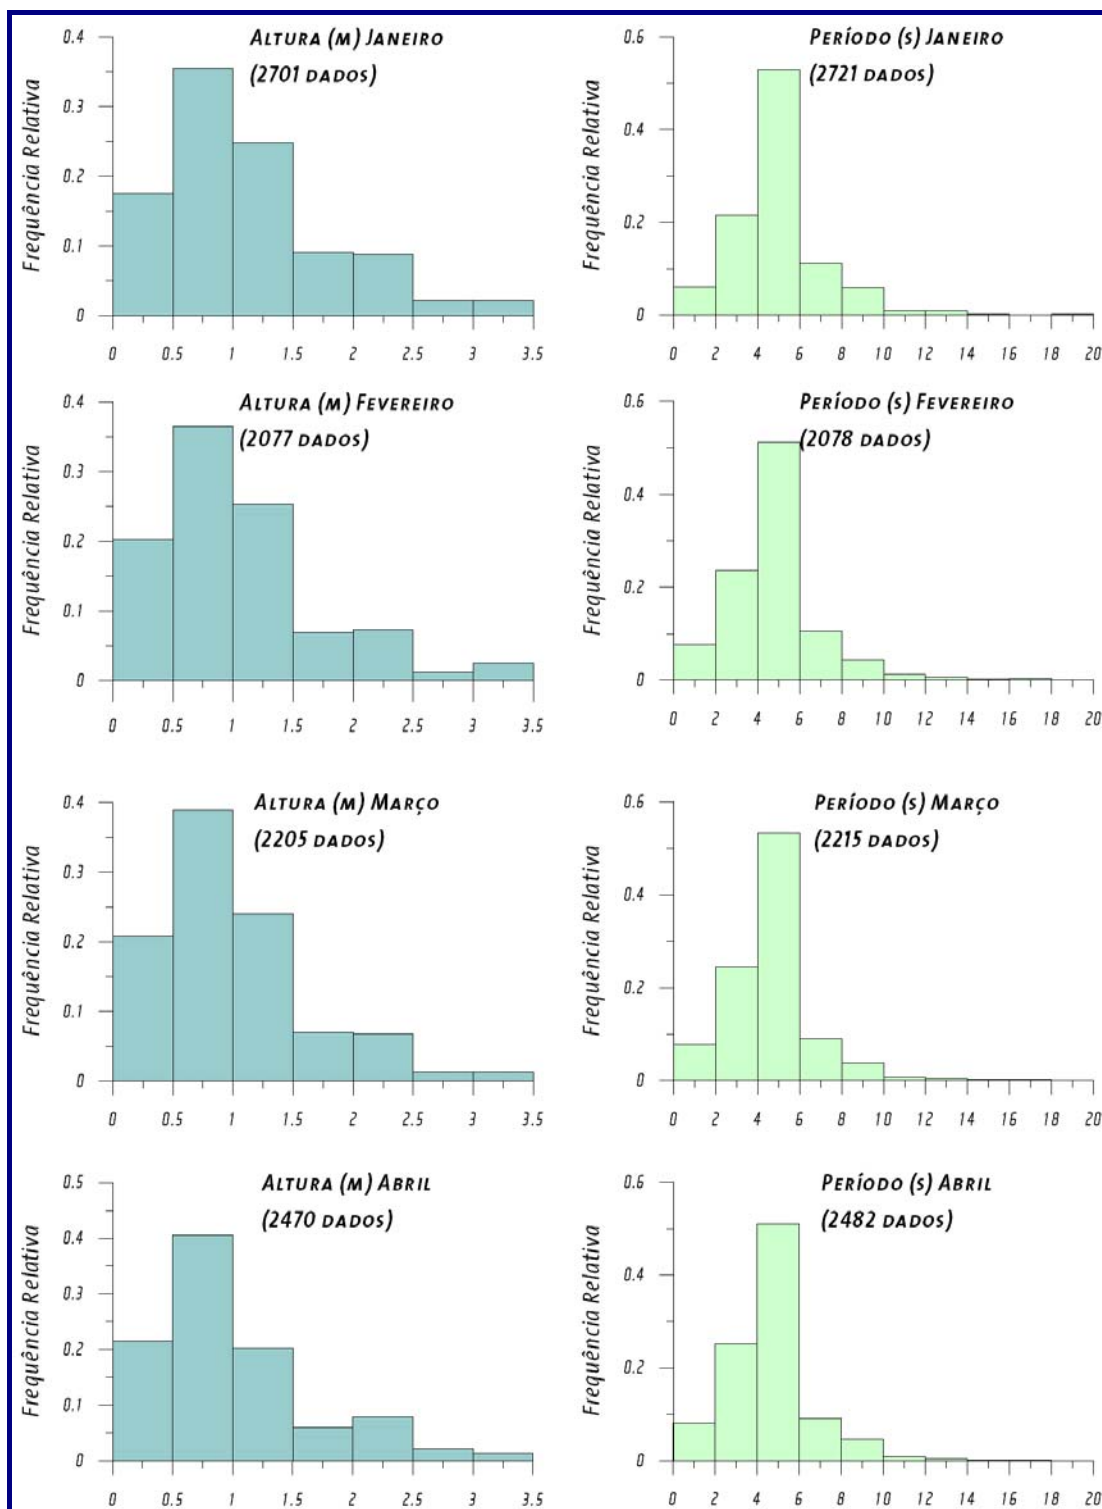 ALTURA (M) JANEIRO
(2701 DADOS)
Frequência Relativa
0.4
0.3
0.2
0.1
0
0 0.5 1 1.5 2 2.5 3 3.5
PERÍODO (S) JANEIRO
(2721 DADOS)
Frequência Relativa
0.6
0.4
0.2
0
0 2 4 6 8 10 12 14 16 18 20
ALTURA (M) FEVEREIRO
(2077 DADOS)
Frequência Relativa
0.4
0.3
0.2
0.1
0
0 0.5 1 1.5 2 2.5 3 3.5
PERÍODO (S) FEVEREIRO
(2078 DADOS)
Frequência Relativa
0.6
0.4
0.2
0
0 2 4 6 8 10 12 14 16 18 20
ALTURA (M) MARÇO
(2205 DADOS)
Frequência Relativa
0.4
0.3
0.2
0.1
0
0 0.5 1 1.5 2 2.5 3 3.5
PERÍODO (S) MARÇO
(2215 DADOS)
Frequência Relativa
0.6
0.4
0.2
0
0 2 4 6 8 10 12 14 16 18 20
ALTURA (M) ABRIL
(2470 DADOS)
Frequência Relativa
0.5
0.4
0.3
0.2
0.1
0
0 0.5 1 1.5 2 2.5 3 3.5
PERÍODO (S) ABRIL
(2482 DADOS)
Frequência Relativa
0.6
0.4
0.2
0
0 2 4 6 8 10 12 14 16 18 20